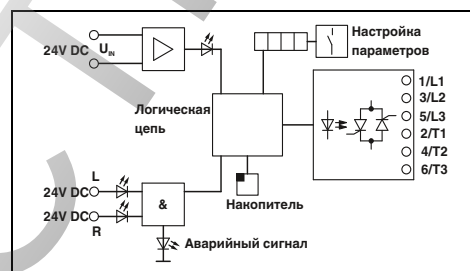 24V DC U IN
Настройка
параметров
Логическая
цепь
1/L1
3/L2
5/L3
2/T1
4/T2
6/T3
L
24V DC
24V DC
R
&
Накопитель
Аварийный сигнал